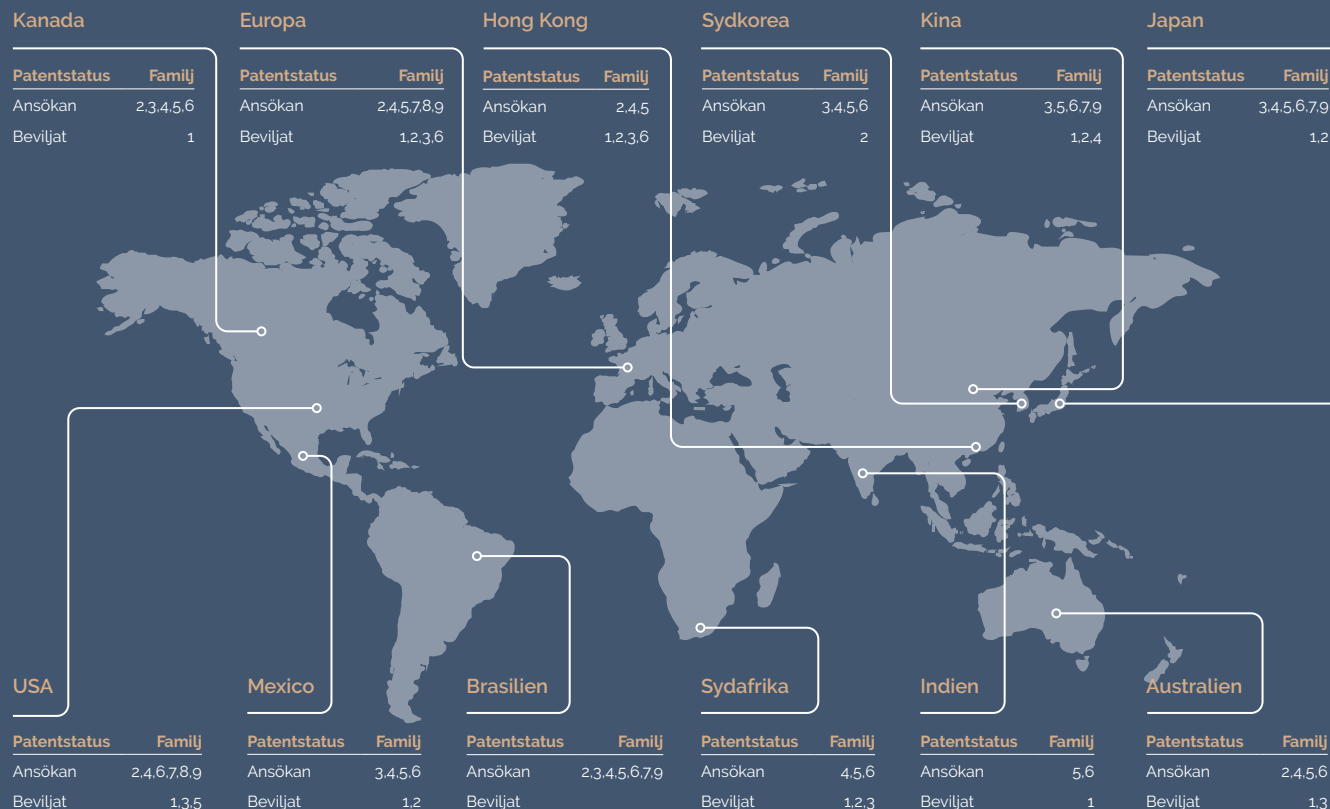 Kanada Europa Hong Kong Sydkorea Kina Japan
Patentstatus Familj Patentstatus Familj Patentstatus Familj Patentstatus Familj Patentstatus Familj Patentstatus Familj
Ansökan 2,3,4,5,6 Ansökan 2,4,5,7,8,9 Ansökan 2,4,5 Ansökan 3,4,5,6 Ansökan 3,5,6,7,9 Ansökan 3,4,5,6,7,9
Beviljat 1 Beviljat 1,2,3,6 Beviljat 1,2,3,6 Beviljat 2 Beviljat 1,2,4 Beviljat 1,2
USA Mexico Brasilien Sydafrika Indien Australien
Patentstatus Familj Patentstatus Familj Patentstatus Familj Patentstatus Familj Patentstatus Familj Patentstatus Familj
Ansökan 2,4,6,7,8,9 Ansökan 3,4,5,6 Ansökan 2,3,4,5,6,7,9 Ansökan 4,5,6 Ansökan 5,6 Ansökan 2,4,5,6
Beviljat 1,3,5 Beviljat 1,2 Beviljat Beviljat 1,2,3 Beviljat 1 Beviljat 1,3